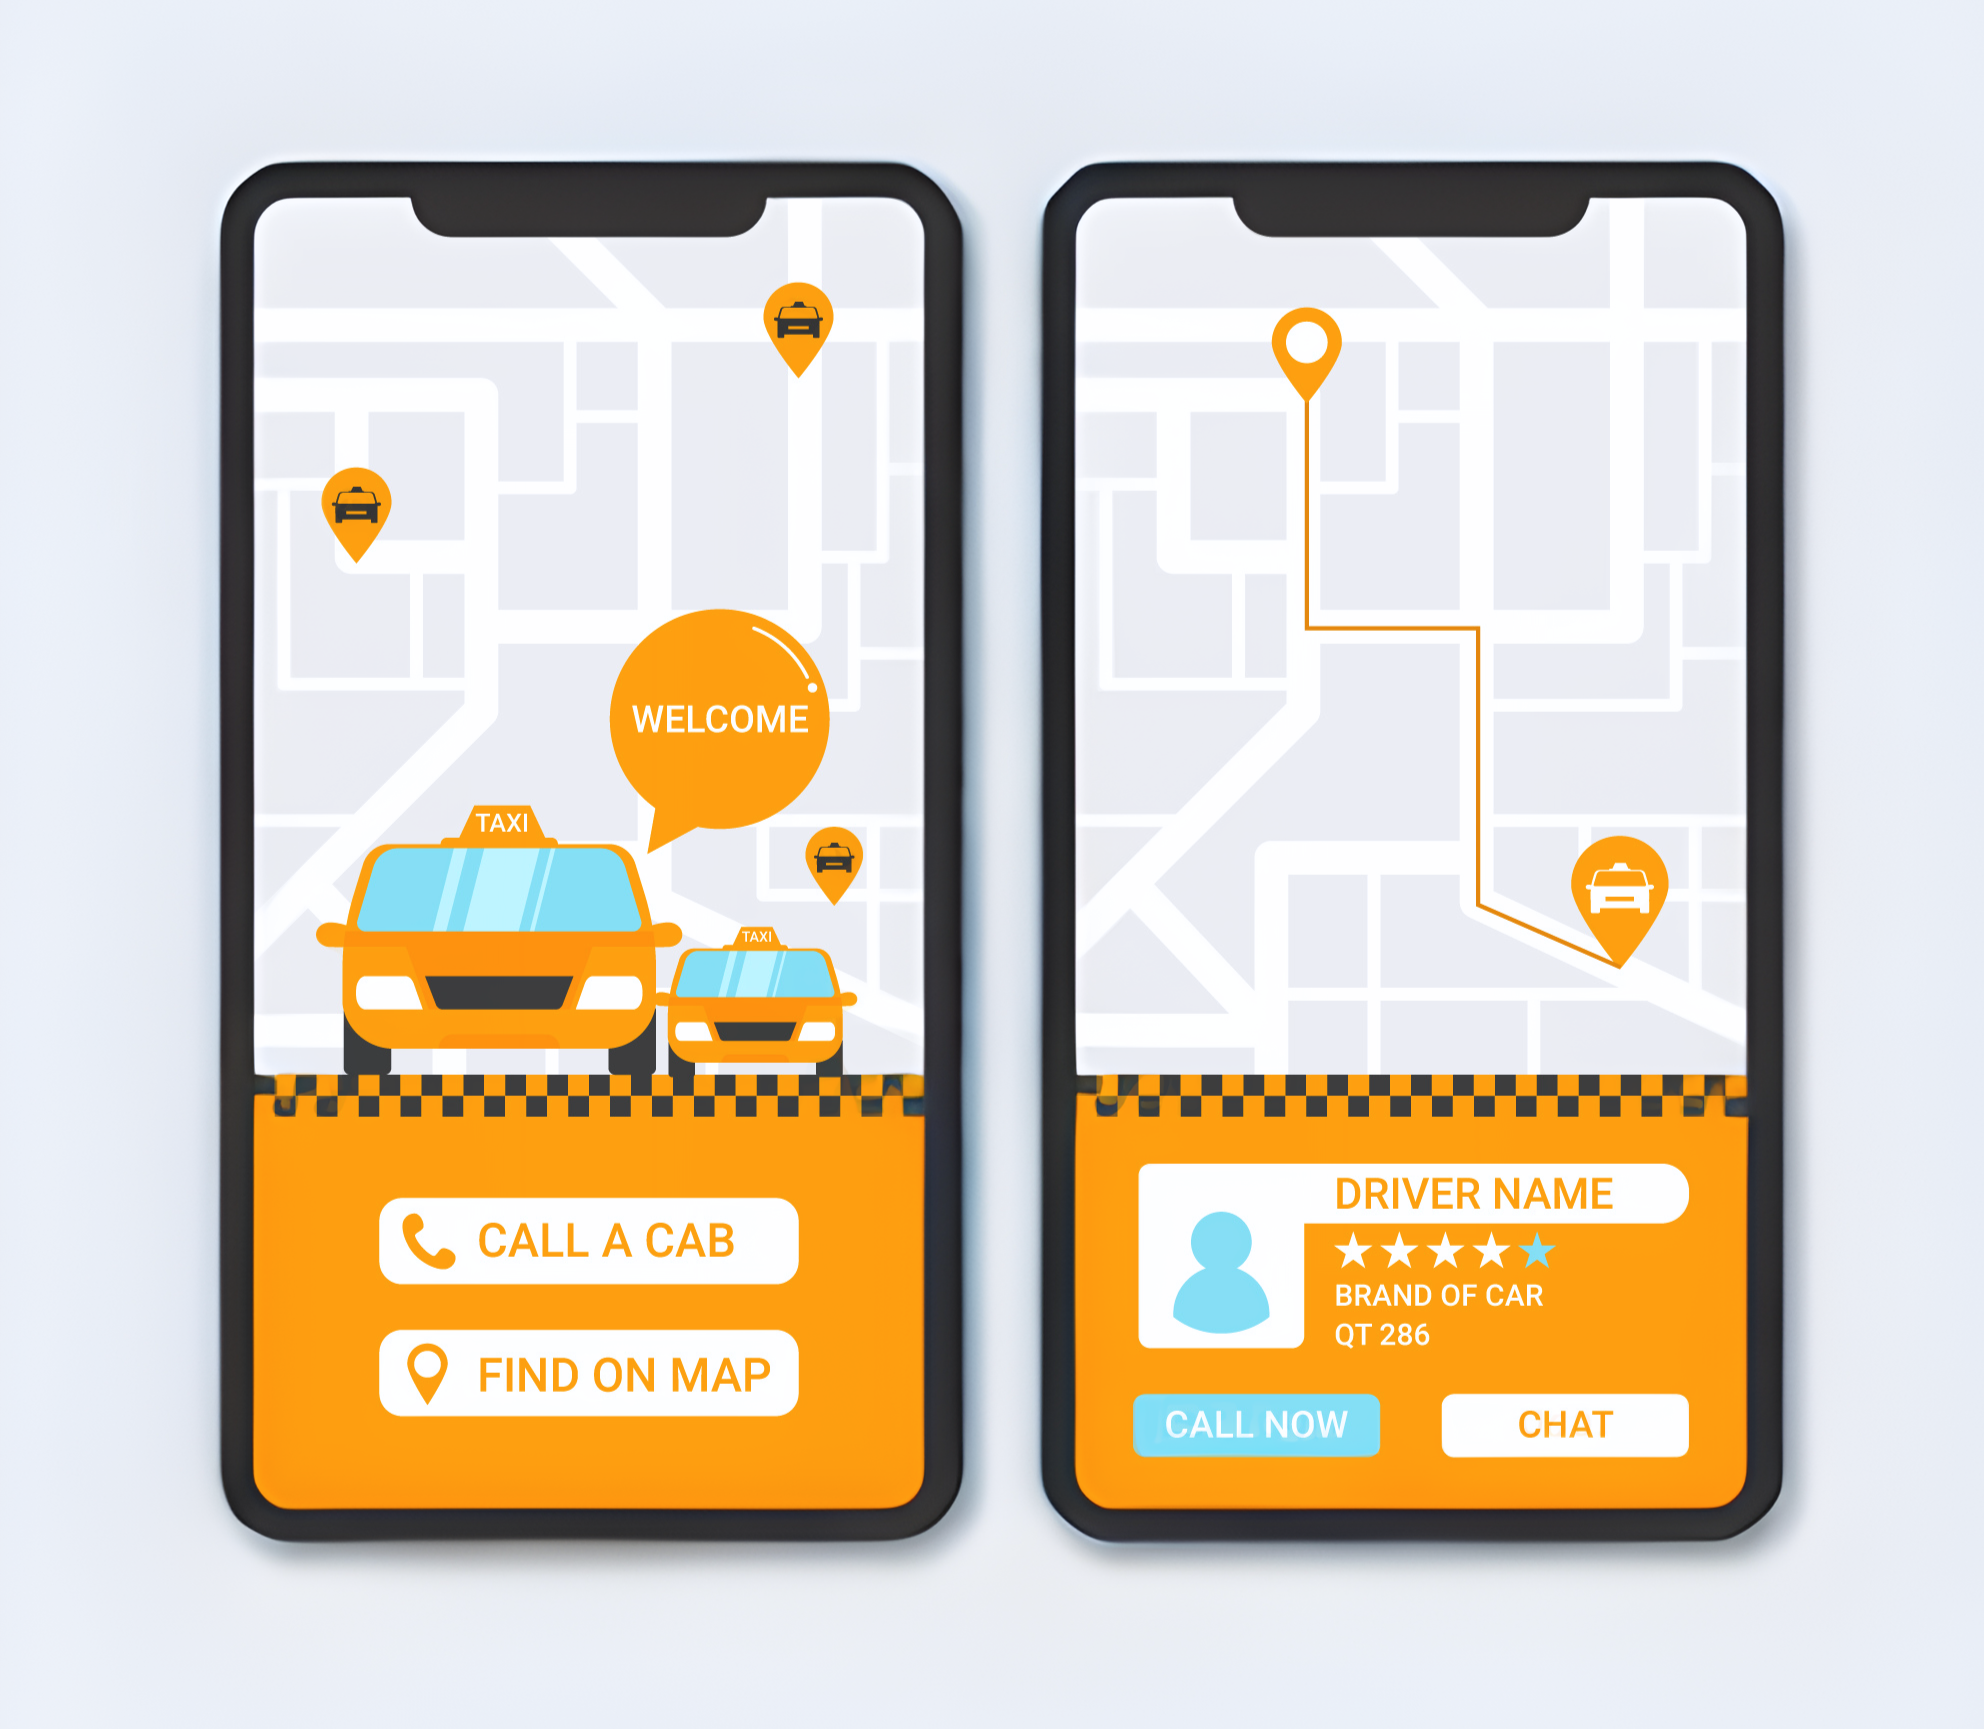 WELCOME
TAXI
TAXI
CALL A CAB
FIND ON MAP
DRIVER NAME
BRAND OF CAR
QT 286
CALL NOW
CHAT